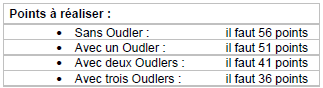 Points à réaliser :
• Sans Oudler : il faut 56 points
• Avec un Oudler : il faut 51 points
• Avec deux Oudlers : il faut 41 points
• Avec trois Oudlers : il faut 36 points